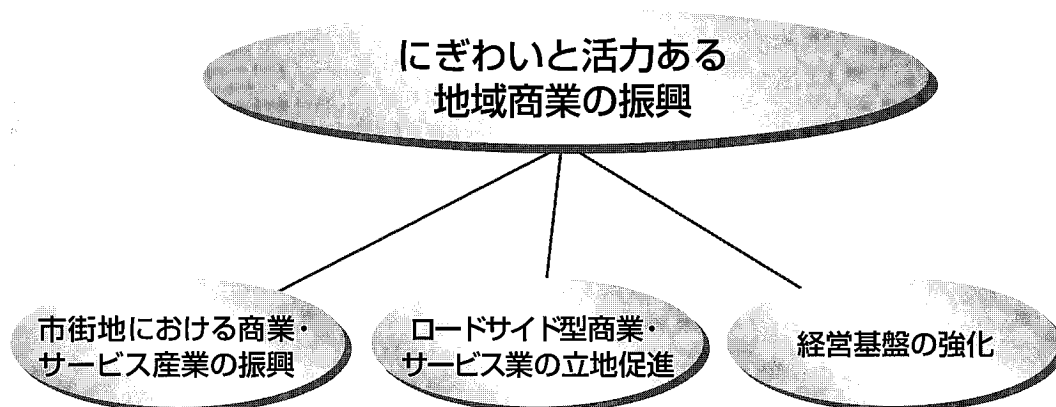 にぎわいと活力ある
地域商業の振興
市街地における商業・
サービス産業の振興
ロードサイド型商業・
サービス業の立地促進
経営基盤の強化